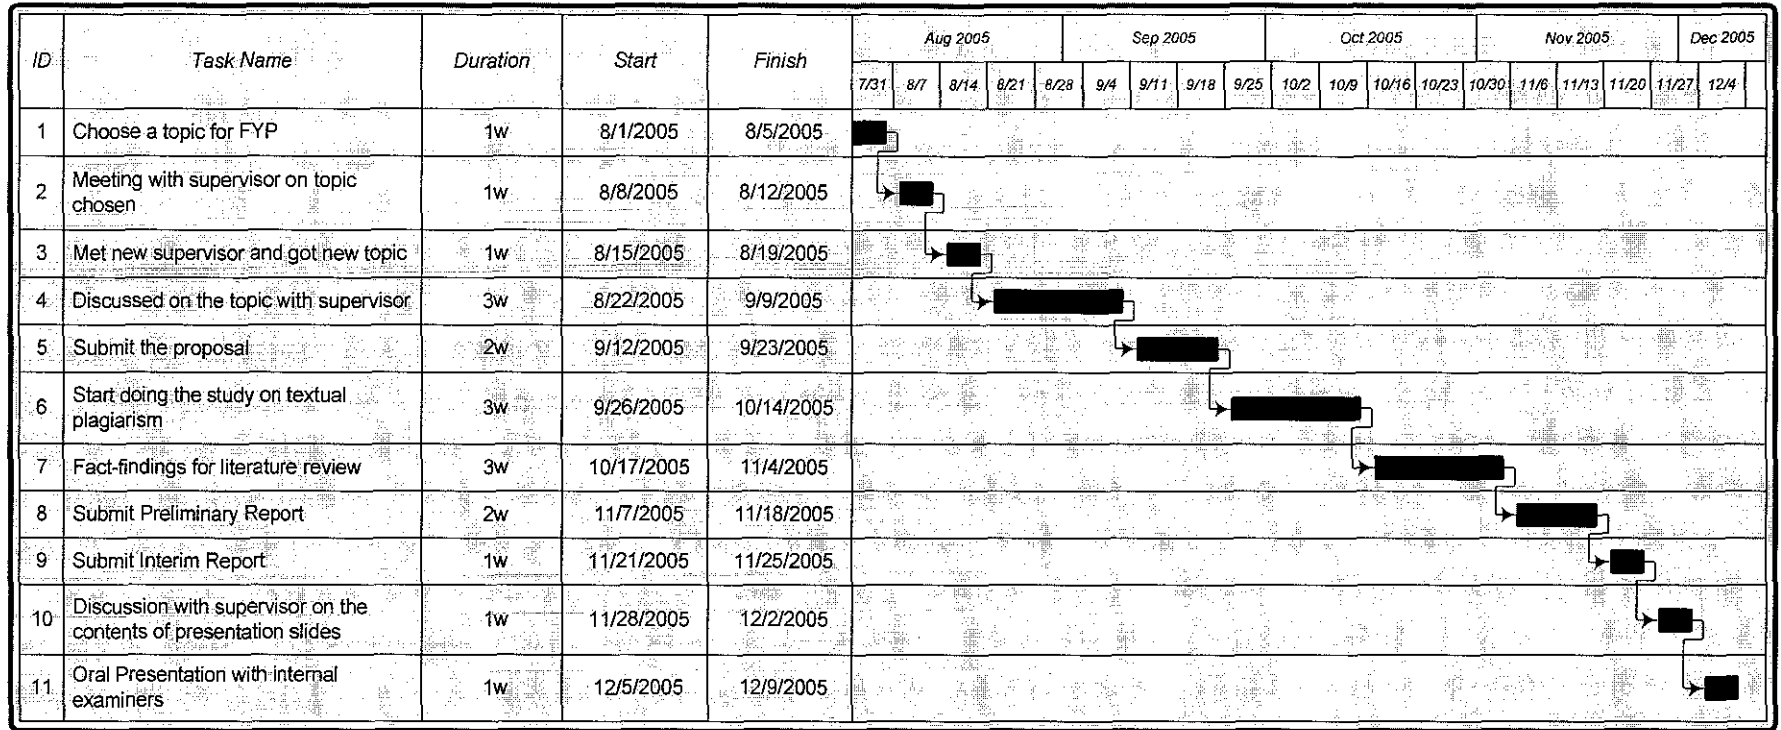 ID Task Name Duration Start Finish Aug 2005 Sep 2005 Oct 2005 Nov 2005 Dec 2005
7/31 8/7 8/14 8/21 8/28 9/4 9/11 9/18 9/25 10/2 10/9 10/16 10/23 10/30 11/6 11/13 11/20 11/27 12/4
1 Choose a topic for FYP 1w 8/1/2005 8/5/2005
2 Meeting with supervisor on topic
chosen 1w 8/8/2005 8/12/2005
3 Met new supervisor and got new topic 1w 8/15/2005 8/19/2005
4 Discussed on the topic with supervisor 3w 8/22/2005 9/9/2005
5 Submit the proposal 2w 9/12/2005 9/23/2005
6 Start doing the study on textual
plagiarism 3w 9/26/2005 10/14/2005
7 Fact-findings for literature review 3w 10/17/2005 11/4/2005
8 Submit Preliminary Report 2w 11/7/2005 11/18/2005
9 Submit Interim Report 1w 11/21/2005 11/25/2005
10 Discussion with supervisor on the
contents of presentation slides 1w 11/28/2005 12/2/2005
11 Oral Presentation with internal
examiners 1w 12/5/2005 12/9/2005